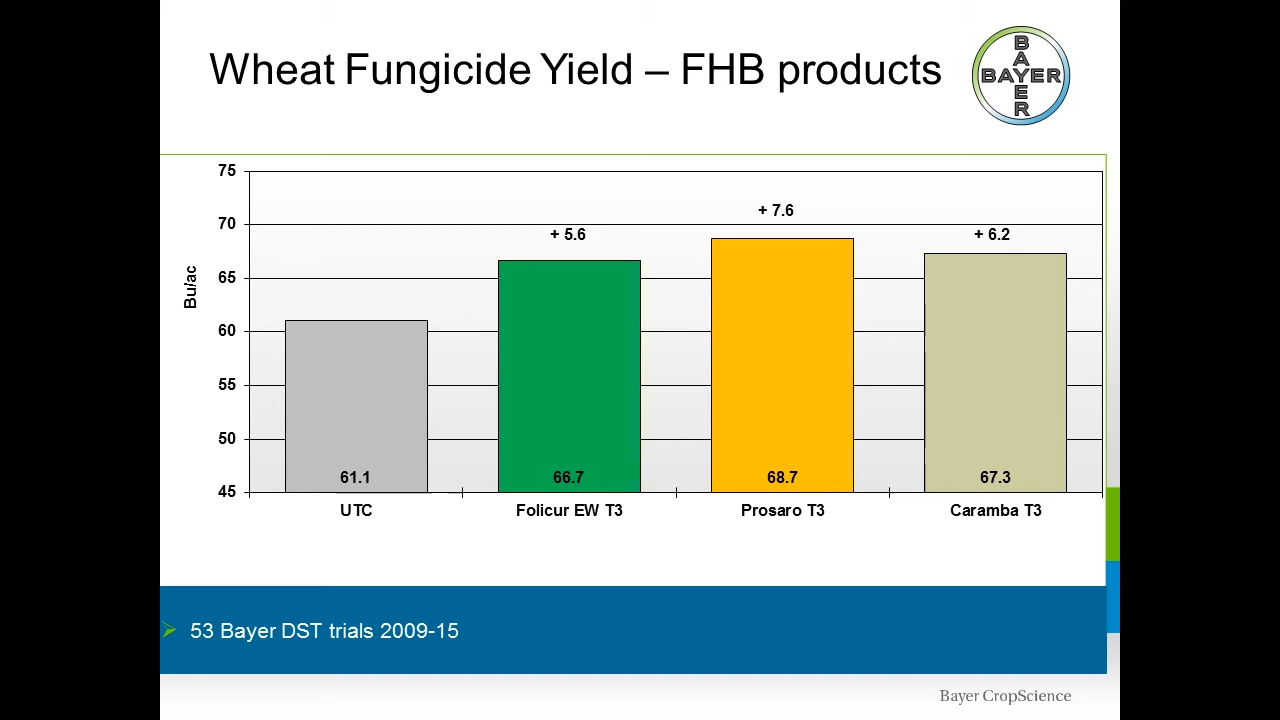 Wheat Fungicide Yield – FHB products
BAYER
BAYER
75
70
65
60
55
50
45
Bu/ac
+ 5.6
+ 7.6
+ 6.2
61.1
66.7
68.7
67.3
UTC
Folicur EW T3
Prosaro T3
Caramba T3
53 Bayer DST trials 2009-15
Bayer CropScience